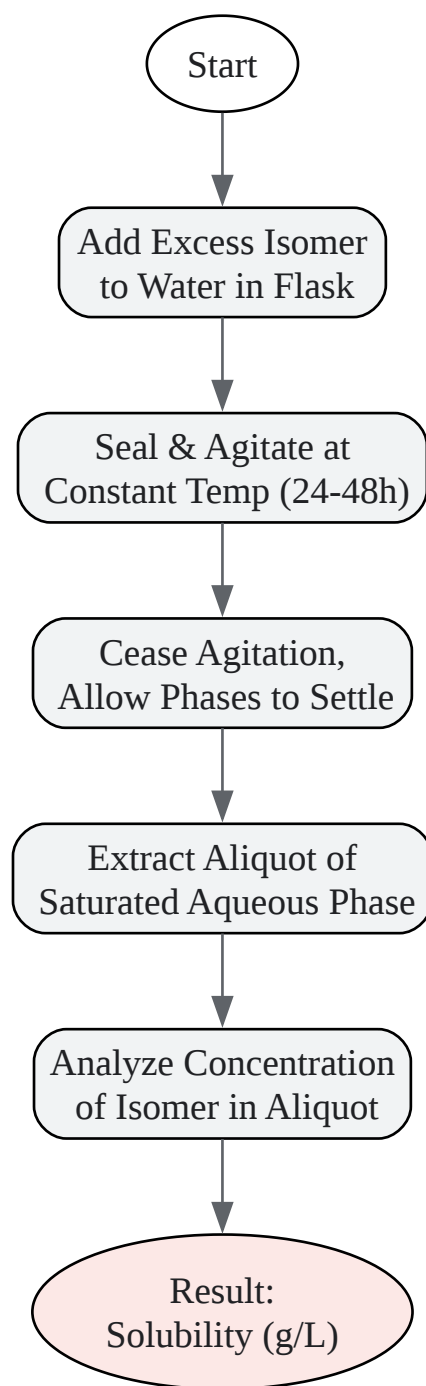 Start
Add Excess Isomer
to Water in Flask
Seal & Agitate at
Constant Temp (24-48h)
Cease Agitation,
Allow Phases to Settle
Extract Aliquot of
Saturated Aqueous Phase
Analyze Concentration
of Isomer in Aliquot
Result:
Solubility (g/L)